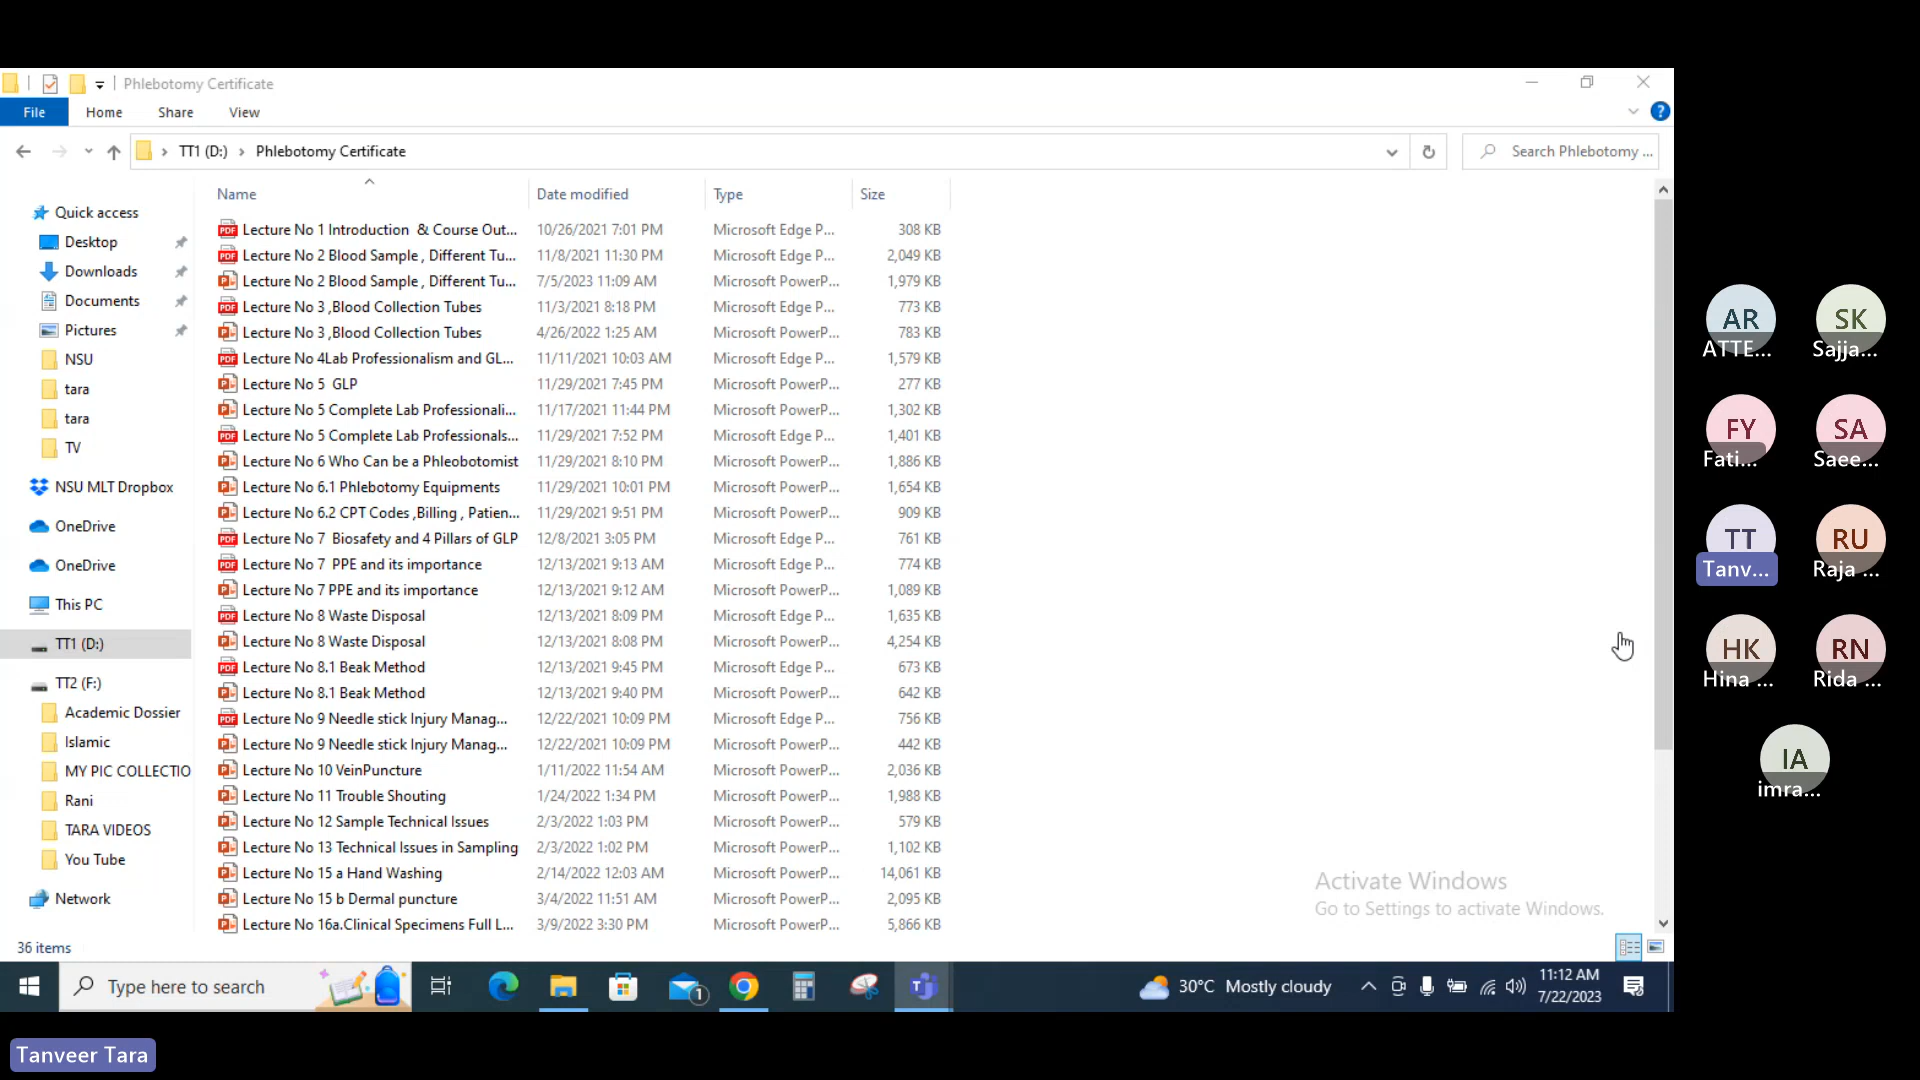 Phlebotomy Certificate
File Home Share View
TT1 (D:) Phlebotomy Certificate
Search Phlebotomy ...
Name Date modified Type Size
Quick access
Desktop
Downloads
Documents
Pictures
NSU
tara
tara
TV
NSU MLT Dropbox
OneDrive
OneDrive
This PC
TT1 (D:)
TT2 (F:)
Academic Dossier
Islamic
MY PIC COLLECTIO
Rani
TARA VIDEOS
You Tube
Network
Lecture No 1 Introduction & Course Out... 10/26/2021 7:01 PM Microsoft Edge P... 308 KB
Lecture No 2 Blood Sample , Different Tu... 11/8/2021 11:30 PM Microsoft Edge P... 2,049 KB
Lecture No 2 Blood Sample , Different Tu... 7/5/2023 11:09 AM Microsoft PowerP... 1,979 KB
Lecture No 3 ,Blood Collection Tubes 11/3/2021 8:18 PM Microsoft Edge P... 773 KB
Lecture No 3 ,Blood Collection Tubes 4/26/2022 1:25 AM Microsoft PowerP... 783 KB
Lecture No 4Lab Professionalism and GL... 11/11/2021 10:03 AM Microsoft Edge P... 1,579 KB
Lecture No 5 GLP 11/29/2021 7:45 PM Microsoft PowerP... 277 KB
Lecture No 5 Complete Lab Professionali... 11/17/2021 11:44 PM Microsoft PowerP... 1,302 KB
Lecture No 5 Complete Lab Professionals... 11/29/2021 7:52 PM Microsoft Edge P... 1,401 KB
Lecture No 6 Who Can be a Phleobotomist 11/29/2021 8:10 PM Microsoft PowerP... 1,886 KB
Lecture No 6.1 Phlebotomy Equipments 11/29/2021 10:01 PM Microsoft PowerP... 1,654 KB
Lecture No 6.2 CPT Codes ,Billing , Patien... 11/29/2021 9:51 PM Microsoft PowerP... 909 KB
Lecture No 7 Biosafety and 4 Pillars of GLP 12/8/2021 3:05 PM Microsoft Edge P... 761 KB
Lecture No 7 PPE and its importance 12/13/2021 9:13 AM Microsoft Edge P... 774 KB
Lecture No 7 PPE and its importance 12/13/2021 9:12 AM Microsoft PowerP... 1,089 KB
Lecture No 8 Waste Disposal 12/13/2021 8:09 PM Microsoft Edge P... 1,635 KB
Lecture No 8 Waste Disposal 12/13/2021 8:08 PM Microsoft PowerP... 4,254 KB
Lecture No 8.1 Beak Method 12/13/2021 9:45 PM Microsoft Edge P... 673 KB
Lecture No 8.1 Beak Method 12/13/2021 9:40 PM Microsoft PowerP... 642 KB
Lecture No 9 Needle stick Injury Manag... 12/22/2021 10:09 PM Microsoft Edge P... 756 KB
Lecture No 9 Needle stick Injury Manag... 12/22/2021 10:09 PM Microsoft PowerP... 442 KB
Lecture No 10 VeinPuncture 1/11/2022 11:54 AM Microsoft PowerP... 2,036 KB
Lecture No 11 Trouble Shouting 1/24/2022 1:34 PM Microsoft PowerP... 1,988 KB
Lecture No 12 Sample Technical Issues 2/3/2022 1:03 PM Microsoft PowerP... 579 KB
Lecture No 13 Technical Issues in Sampling 2/3/2022 1:02 PM Microsoft PowerP... 1,102 KB
Lecture No 15 a Hand Washing 2/14/2022 12:03 AM Microsoft PowerP... 14,061 KB
Lecture No 15 b Dermal puncture 3/4/2022 11:51 AM Microsoft PowerP... 2,095 KB
Lecture No 16a.Clinical Specimens Full L... 3/9/2022 3:30 PM Microsoft PowerP... 5,866 KB
Activate Windows
Go to Settings to activate Windows.
36 items
Type here to search
1
30°C Mostly cloudy
11:12 AM
7/22/2023
AR SK
ATTE... Sajja...
FY SA
Fati... Saee...
TT RU
Tanv... Raja ...
HK RN
Hina ... Rida ...
IA
imra...
Tanveer Tara